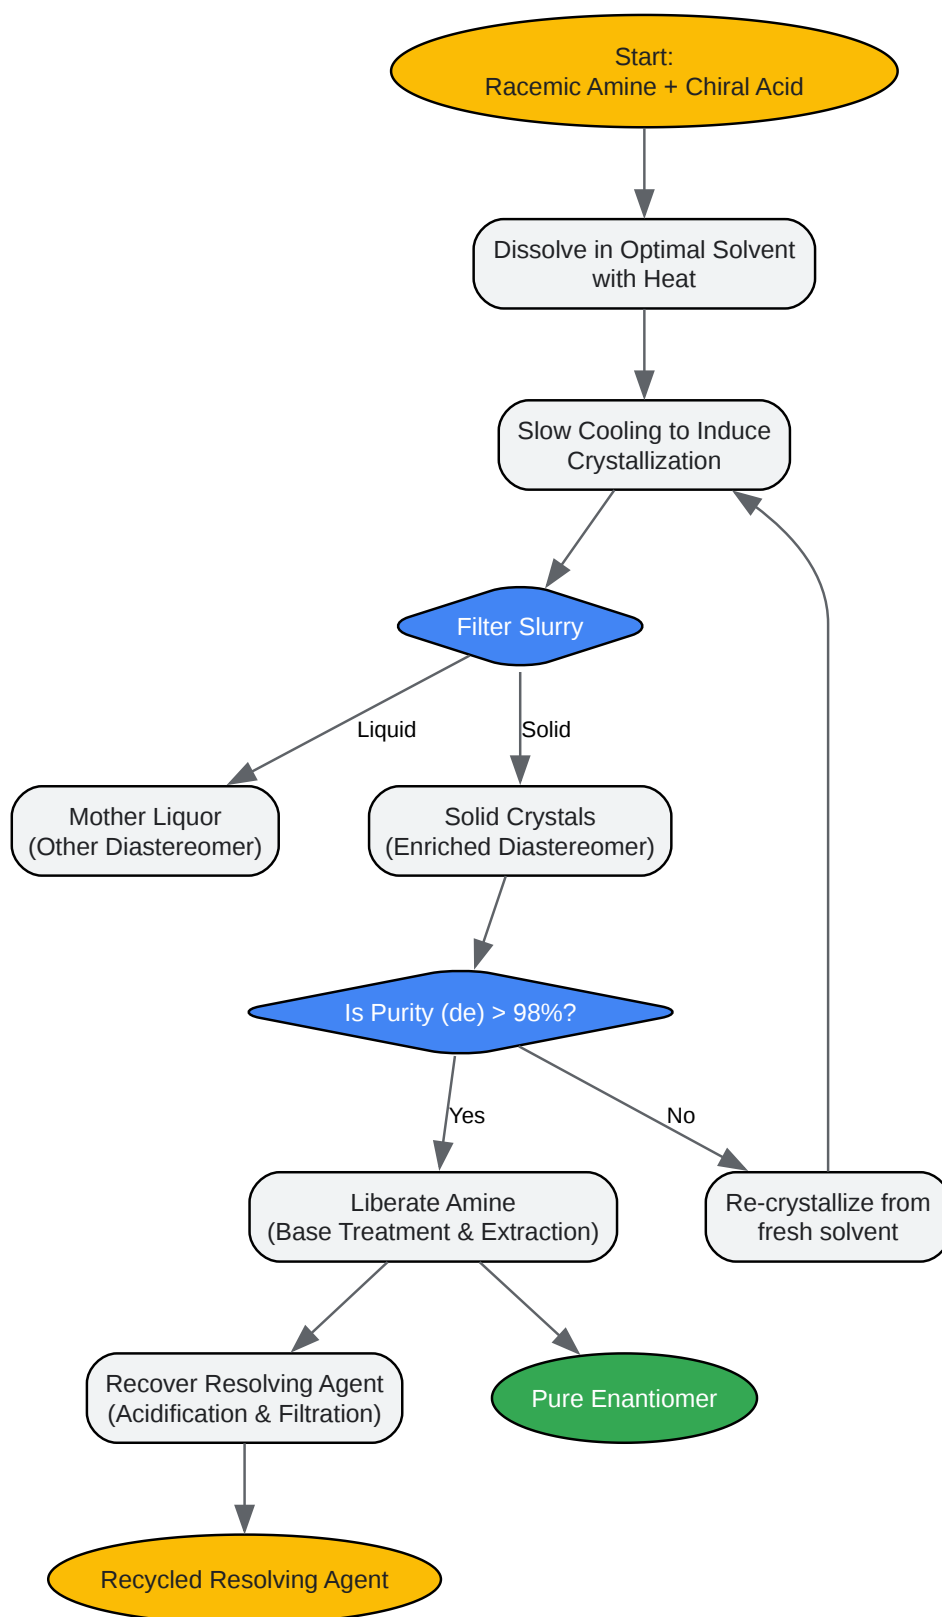 Start:
Racemic Amine + Chiral Acid
Dissolve in Optimal Solvent
with Heat
Slow Cooling to Induce
Crystallization
Filter Slurry
Liquid
Solid
Mother Liquor
(Other Diastereomer)
Solid Crystals
(Enriched Diastereomer)
Is Purity (de) > 98%?
Yes
No
Liberate Amine
(Base Treatment & Extraction)
Re-crystallize from
fresh solvent
Recover Resolving Agent
(Acidification & Filtration)
Pure Enantiomer
Recycled Resolving Agent